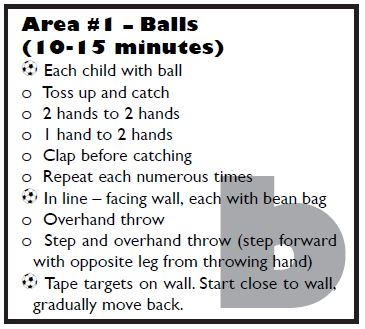 Area #1 – Balls
(10-15 minutes)
⚽ Each child with ball
o Toss up and catch
o 2 hands to 2 hands
o 1 hand to 2 hands
o Clap before catching
o Repeat each numerous times
⚽ In line – facing wall, each with bean bag
o Overhand throw
o Step and overhand throw (step forward
with opposite leg from throwing hand)
⚽ Tape targets on wall. Start close to wall,
gradually move back.
b